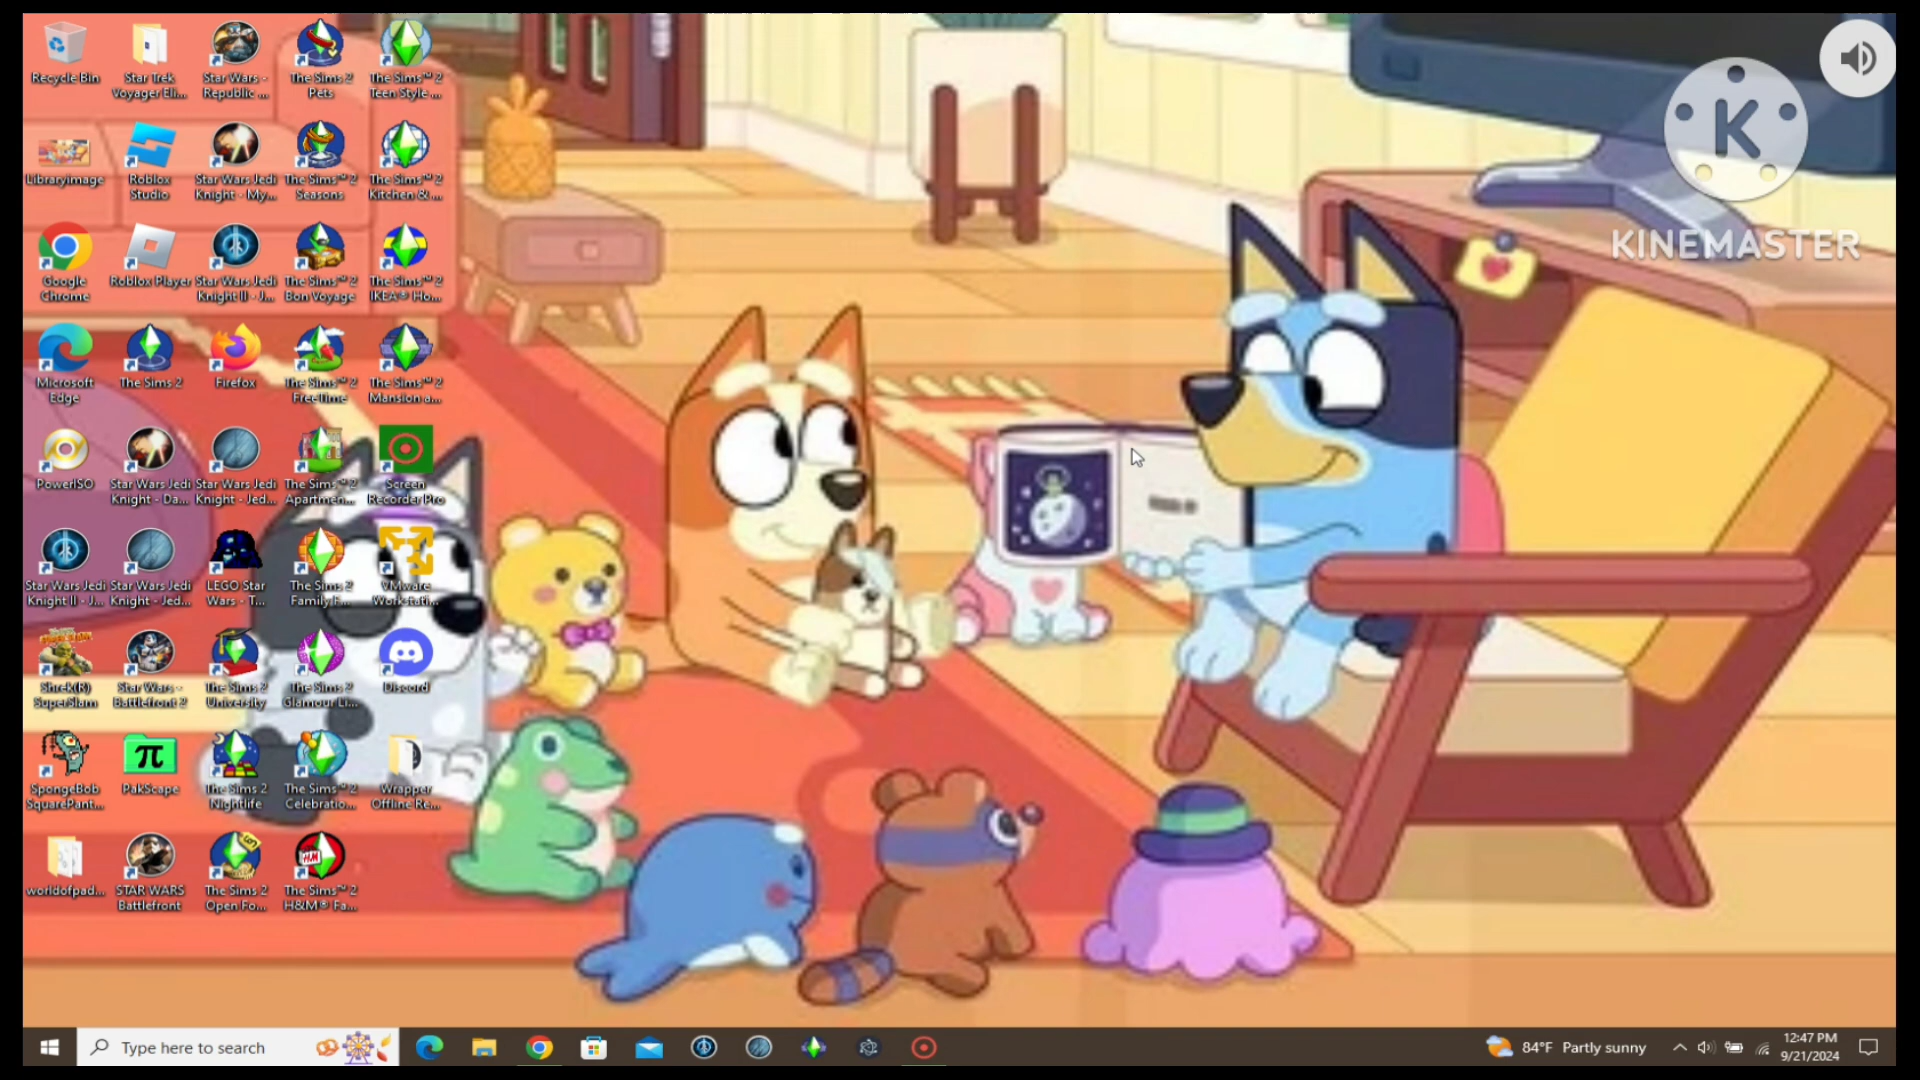 Recycle Bin
Star Trek
Voyager Eli...
Star Wars -
Republic ...
The Sims 2
Pets
The Sims™ 2
Teen Style ...
Libraryimage
Roblox
Studio
Star Wars Jedi
Knight - My...
The Sims™ 2
Seasons
The Sims™ 2
Kitchen & ...
Google
Chrome
Roblox Player
Star Wars Jedi
Knight II - J...
The Sims™ 2
Bon Voyage
The Sims™ 2
IKEA® Ho...
Microsoft
Edge
The Sims 2
Firefox
The Sims™ 2
FreeTime
The Sims™ 2
Mansion a...
PowerISO
Star Wars Jedi
Knight - Da...
Star Wars Jedi
Knight - Jed...
The Sims™ 2
Apartmen...
Screen
Recorder Pro
Star Wars Jedi
Knight II - J...
Star Wars Jedi
Knight - Jed...
LEGO Star
Wars - T...
The Sims 2
Family F...
VMware
Workstati...
Shrek(R)
SuperSlam
Star Wars -
Battlefront 2
The Sims 2
University
The Sims™ 2
Glamour Li...
Discord
SpongeBob
SquarePant...
π
PakScape
The Sims 2
Nightlife
The Sims™ 2
Celebratio...
Wrapper
Offline Re...
worldofpad...
STAR WARS
Battlefront
The Sims 2
Open Fo...
H&M
The Sims™ 2
H&M® Fa...
K
KINEMASTER
Type here to search
84°F Partly sunny
12:47 PM
9/21/2024